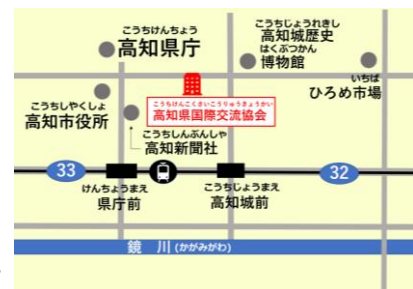 こうちけんちょう
高知県庁
こうちじょうれきし
高知城歴史
はくぶつかん
博物館
いちば
ひろめ市場
こうちしやくしょ
高知市役所
こうちけんこくさいこうりゅうきょうかい
高知県国際交流協会
こうちしんぶんしゃ
高知新聞社
33
32
けんちょうまえ
県庁前
こうちじょうまえ
高知城前
鏡 川 (かがみがわ)